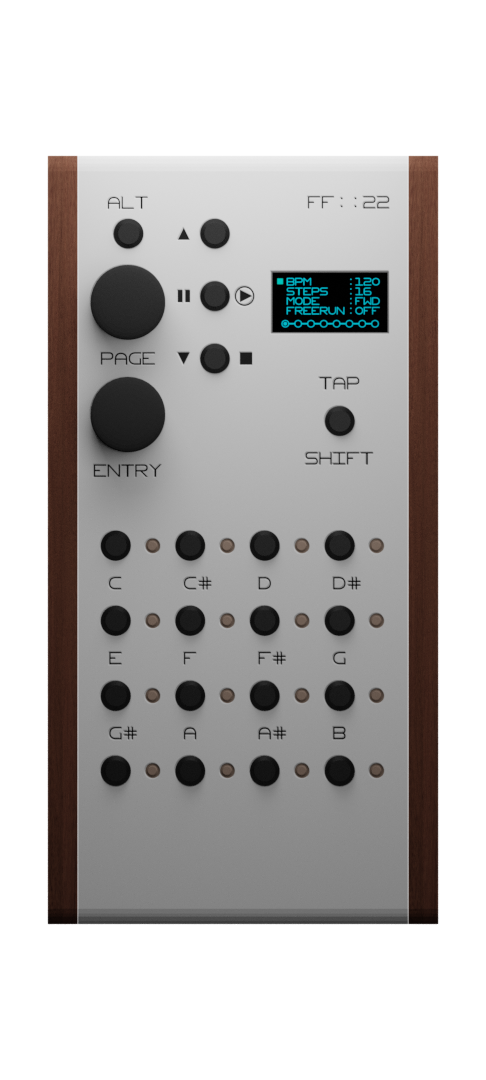 ALT
FF::22
BPM :120
STEPS :16
MODE :FWD
FREERUN :OFF
PAGE
TAP
ENTRY
SHIFT
C C# D D#
E F F# G
G# A A# B